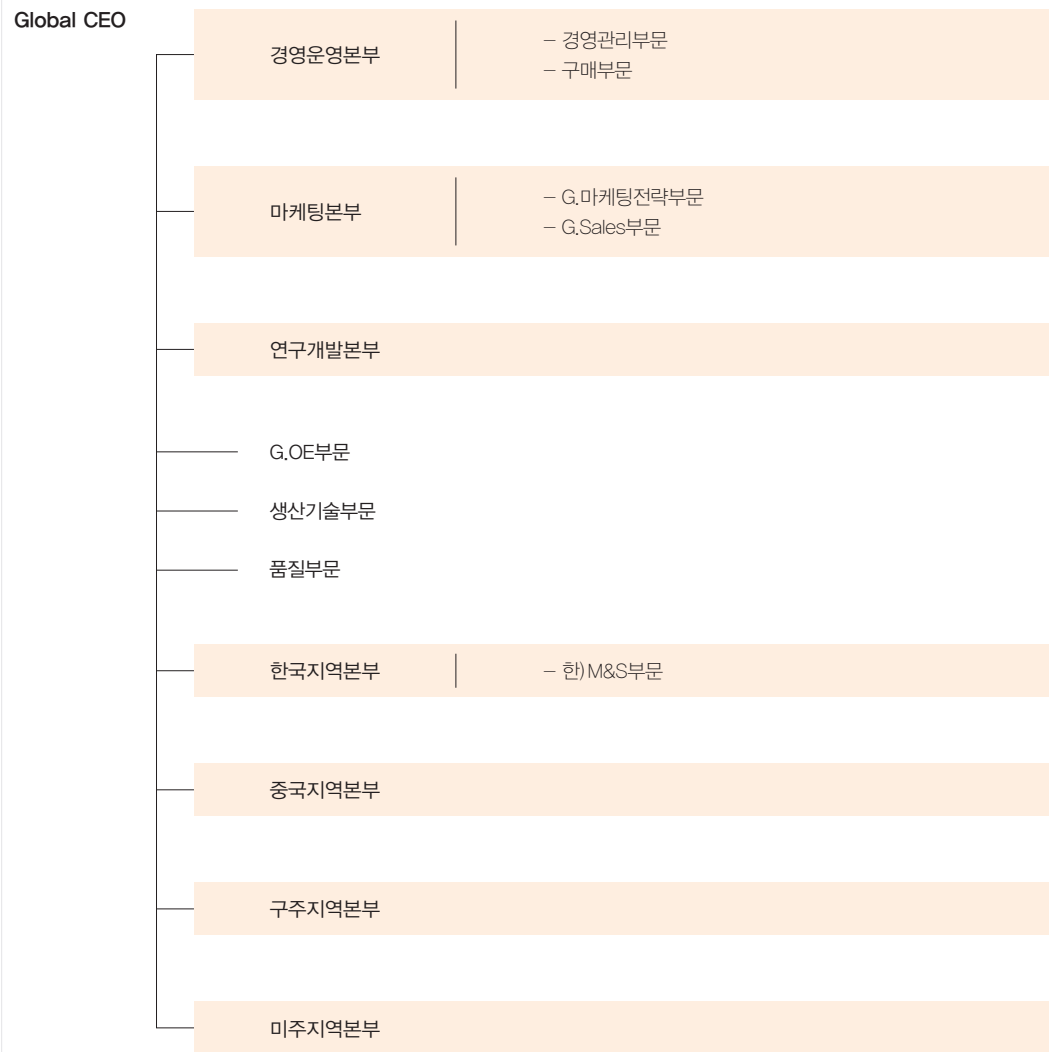 Global CEO
경영운영본부
– 경영관리부문
– 구매부문
마케팅본부
– G.마케팅전략부문
– G.Sales부문
연구개발본부
G.OE부문
생산기술부문
품질부문
한국지역본부
– 한) M&S부문
중국지역본부
구주지역본부
미주지역본부